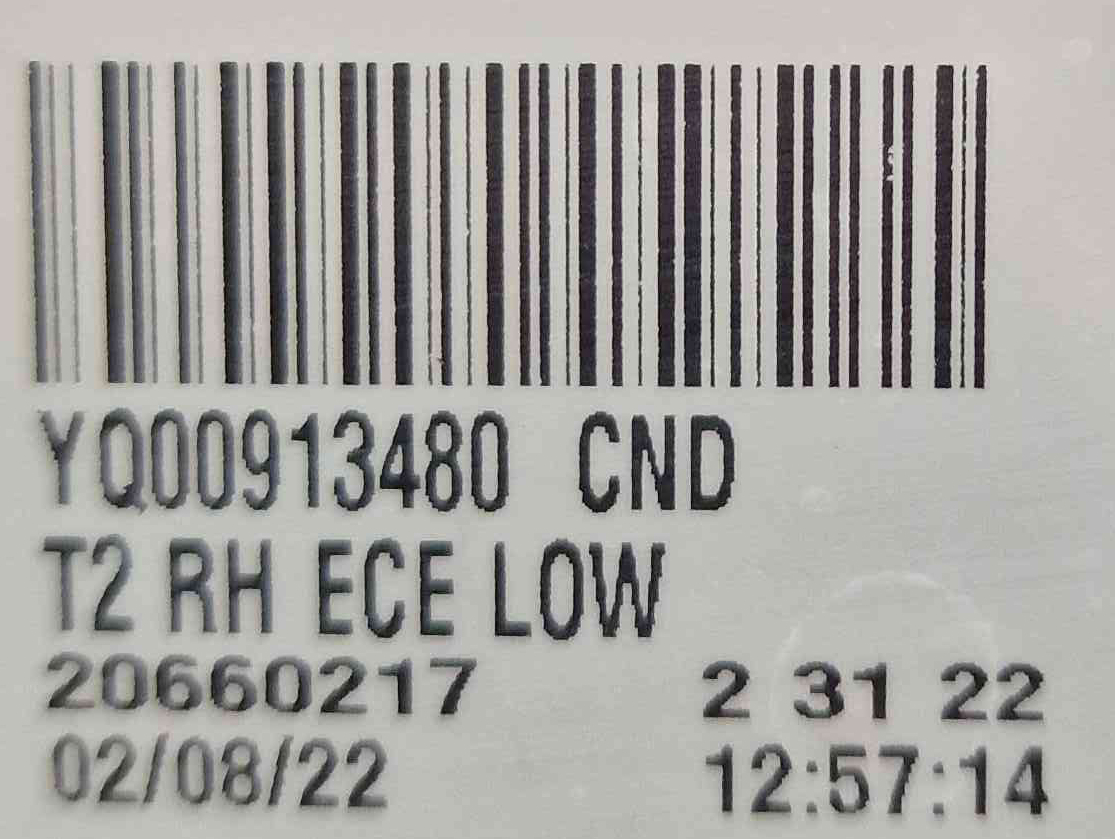 YQ00913480 CND
T2 RH ECE LOW
20660217 2 31 22
02/08/22 12:57:14